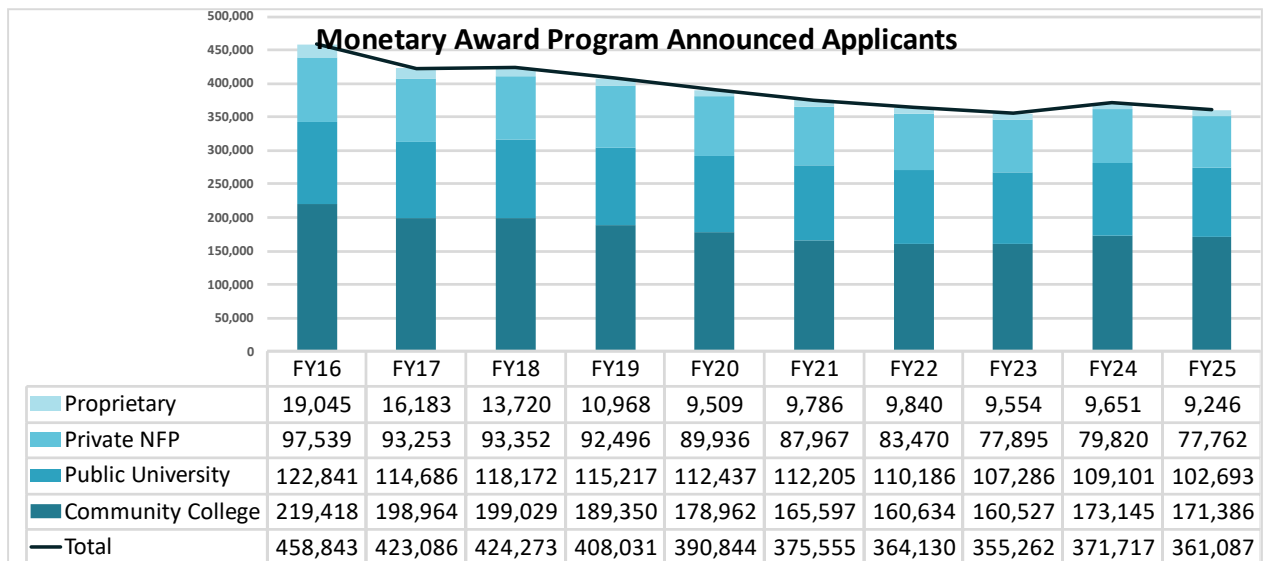 Monetary Award Program Announced Applicants
500,000
450,000
400,000
350,000
300,000
250,000
200,000
150,000
100,000
50,000
0
FY16 FY17 FY18 FY19 FY20 FY21 FY22 FY23 FY24 FY25
Proprietary 19,045 16,183 13,720 10,968 9,509 9,786 9,840 9,554 9,651 9,246
Private NFP 97,539 93,253 93,352 92,496 89,936 87,967 83,470 77,895 79,820 77,762
Public University 122,841 114,686 118,172 115,217 112,437 112,205 110,186 107,286 109,101 102,693
Community College 219,418 198,964 199,029 189,350 178,962 165,597 160,634 160,527 173,145 171,386
Total 458,843 423,086 424,273 408,031 390,844 375,555 364,130 355,262 371,717 361,087